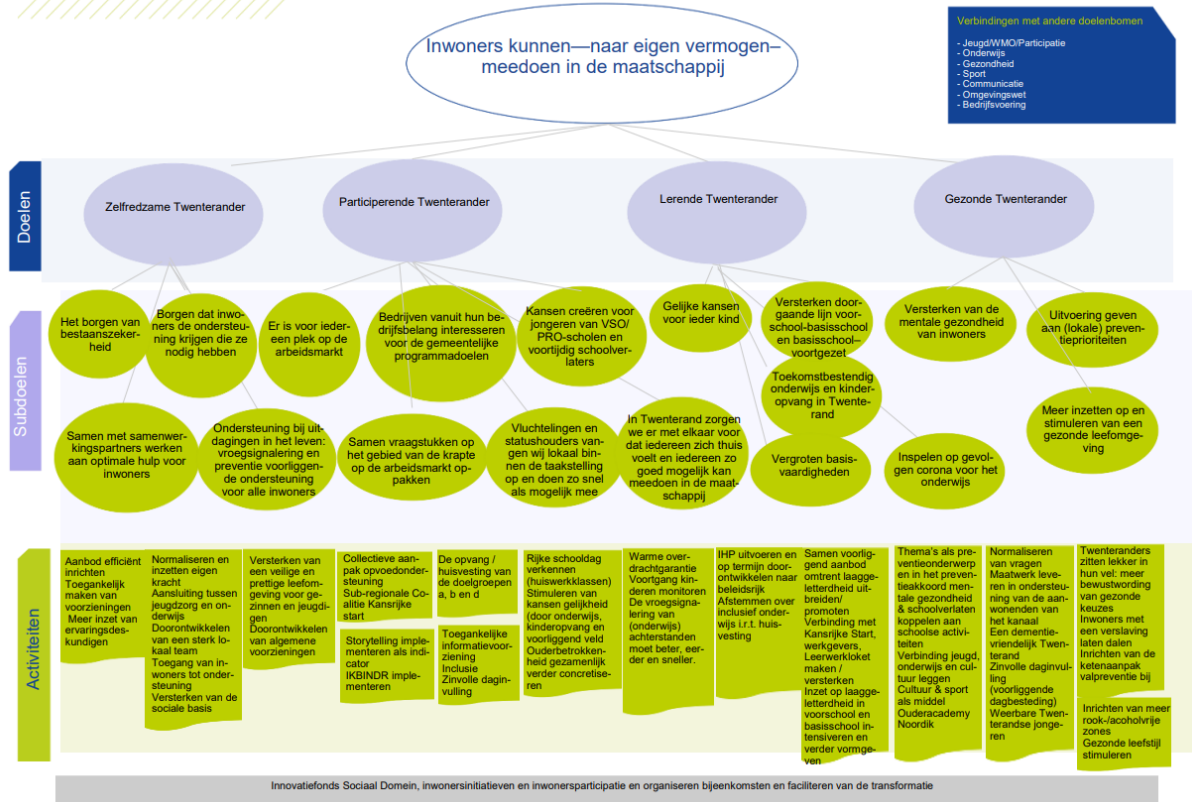 Inwoners kunnen—naar eigen vermogen–
meedoen in de maatschappij
Verbindingen met andere doelenbomen
- Jeugd/WMO/Participatie
- Onderwijs
- Gezondheid
- Sport
- Communicatie
- Omgevingswet
- Bedrijfsvoering
Doelen
Zelfredzame Twenterander
Participerende Twenterander
Lerende Twenterander
Gezonde Twenterander
Subdoelen
Het borgen van
bestaanszeker-
heid
Borgen dat inwo-
ners de ondersteu-
ning krijgen die ze
nodig hebben
Er is voor ieder-
een plek op de
arbeidsmarkt
Bedrijven vanuit hun be-
drijfsbelang interesseren
voor de gemeentelijke
programmadoelen
Kansen creëren voor
jongeren van VSO/
PRO-scholen en
voortijdig schoolver-
laters
Gelijke kansen
voor ieder kind
Versterken door-
gaande lijn voor-
school-basisschool
en basisschool–
voortgezet
Versterken van de
mentale gezondheid
van inwoners
Uitvoering geven
aan (lokale) preven-
tieprioriteiten
Toekomstbestendig
onderwijs en kinder-
opvang in Twente-
rand
Samen met samenwer-
kingspartners werken
aan optimale hulp voor
inwoners
Ondersteuning bij uit-
dagingen in het leven:
vroegsignalering en
preventie voorliggen-
de ondersteuning
voor alle inwoners
Samen vraagstukken op
het gebied van de krapte
op de arbeidsmarkt op-
pakken
Vluchtelingen en
statushouders van-
gen wij lokaal bin-
nen de taakstelling
op en doen zo snel
als mogelijk mee
In Twenterand zorgen
we er met elkaar voor
dat iedereen zich thuis
voelt en iedereen zo
goed mogelijk kan
meedoen in de maat-
schappij
Vergroten basis-
vaardigheden
Inspelen op gevol-
gen corona voor het
onderwijs
Meer inzetten op en
stimuleren van een
gezonde leefomge-
ving
Activiteiten
Aanbod efficiënt
inrichten
Toegankelijk
maken van
voorzieningen
Meer inzet van
ervaringsdes-
kundigen
Normaliseren en
inzetten eigen
kracht
Aansluiting tussen
jeugdzorg en on-
derwijs
Doorontwikkelen
van een sterk lo-
kaal team
Toegang van in-
woners tot onder-
steuning
Versterken van de
sociale basis
Versterken van
een veilige en
prettige leefom-
geving voor ge-
zinnen en jeugdi-
gen
Doorontwikkelen
van algemene
voorzieningen
Collectieve aan-
pak opvoedonder-
steuning
Sub-regionale Co-
alitie Kansrijke
start
Storytelling imple-
menteren als indi-
cator
IKBINDR imple-
menteren
De opvang /
huisvesting van
de doelgroepen
a, b en d
Toegankelijke
informatievoor-
ziening
Inclusie
Zinvolle dagin-
vulling
Rijke schooldag
verkennen
(huiswerkklassen)
Stimuleren van
kansen gelijkheid
(door onderwijs,
kinderopvang en
voorliggend veld
Ouderbetrokken-
heid gezamenlijk
verder concretise-
ren
Warme over-
drachtgarantie
Voortgang kin-
deren monitoren
De vroegsigna-
lering van
(onderwijs)
achterstanden
moet beter, eer-
der en sneller.
IHP uitvoeren en
op termijn door-
ontwikkelen naar
beleidsrijk
Afstemmen over
inclusief onder-
wijs i.r.t. huis-
vesting
Samen voorlig-
gend aanbod
omtrent laagge-
letterdheid uit-
breiden/
promoten
Verbinding met
Kansrijke Start,
werkgevers,
Leerwerkloket
maken /
versterken
Inzet op laagge-
letterdheid in
voorschool en
basisschool in-
tensiveren en
verder vormge-
ven
Thema's als pre-
ventieonderwerp
en in het preven-
tieakkoord men-
tale gezondheid
& schoolverlaten
koppelen aan
schoolse activi-
teiten
Verbinding jeugd,
onderwijs en cul-
tuur leggen
Cultuur & sport
als middel
Ouderacademy
Noordik
Normaliseren
van vragen
Maatwerk leve-
ren in ondersteu-
ning van de aan-
wonenden van
het kanaal
Een dementie-
vriendelijk Twen-
terand
Zinvolle daginvul-
ling
(voorliggende
dagbesteding)
Weerbare Twen-
terandse jonge-
ren
Twenteranders
zitten lekker in
hun vel: meer
bewustwording
van gezonde
keuzes
Inwoners met
een verslaving
laten dalen
Inrichten van de
ketenaanpak
valpreventie bij
Inrichten van meer
rook-/acoholvrije
zones
Gezonde leefstijl
stimuleren
Innovatiefonds Sociaal Domein, inwonersinitiatieven en inwonersparticipatie en organiseren bijeenkomsten en faciliteren van de transformatie